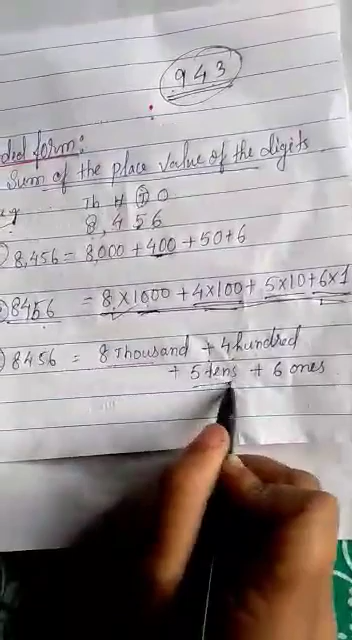 943
ded form:
Sum of the place value of the digits
eg Th H T O
8,456
8,456 = 8,000 + 400 + 50+6
8456 = 8×1000 + 4×100 + 5×10+6×1
8456 = 8 Thousand + 4 hundred
+ 5 tens + 6 ones